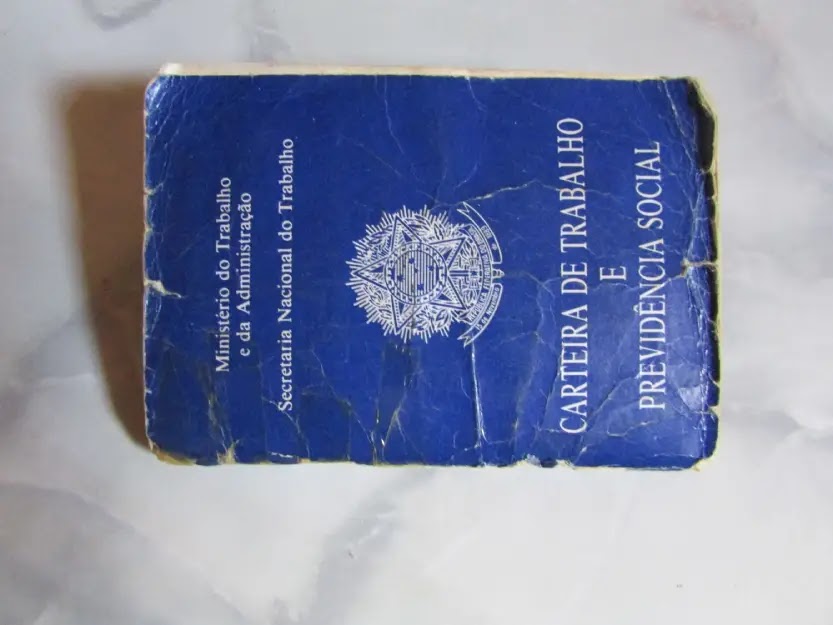 Ministério do Trabalho
e da Administração
Secretaria Nacional do Trabalho
CARTEIRA DE TRABALHO
E
PREVIDÊNCIA SOCIAL